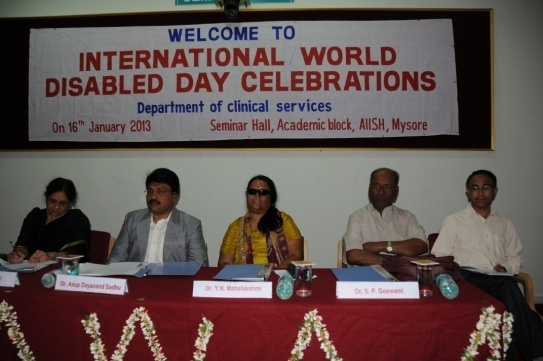 WELCOME TO
INTERNATIONAL WORLD
DISABLED DAY CELEBRATIONS
Department of clinical services
On 16th January 2013 Seminar Hall, Academic block, AIISH, Mysore
Dr. Anup Dayanand Sadhu
Dr. Y.N. Mahalakshmi
Dr. S. P. Goswami